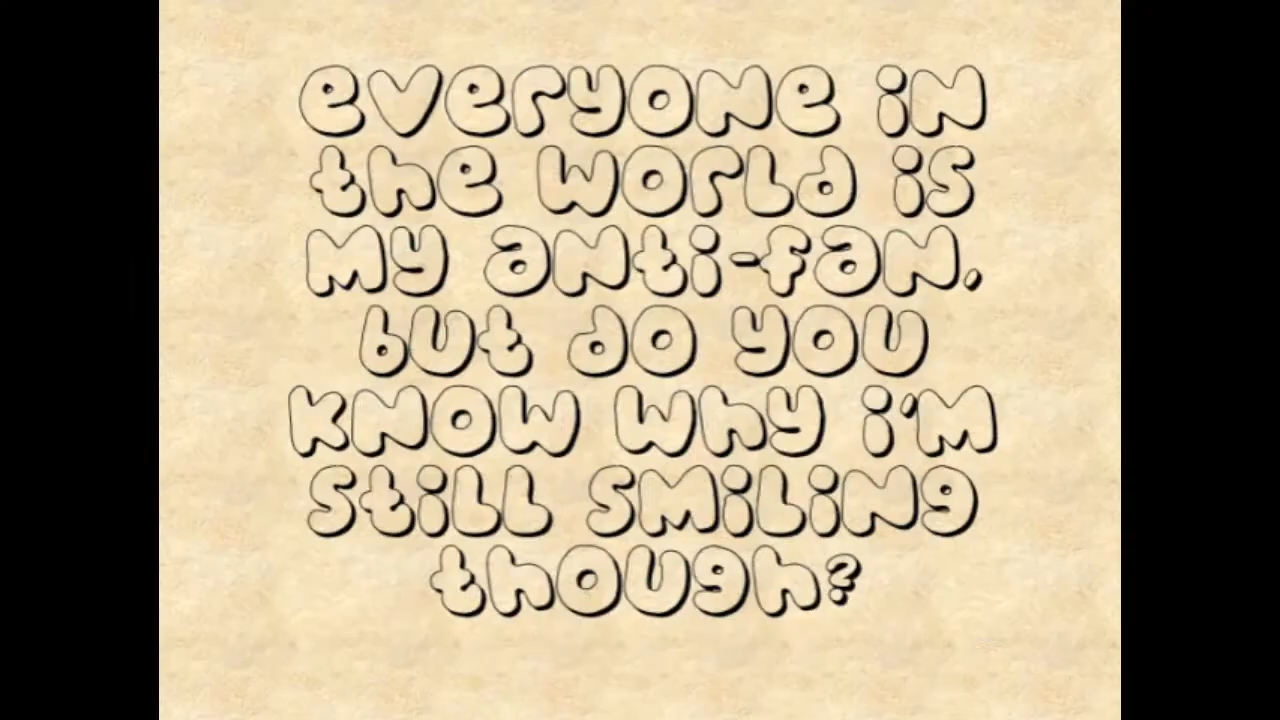 everyone in
the world is
my anti-fan,
but do you
know why i'm
still smiling
though?